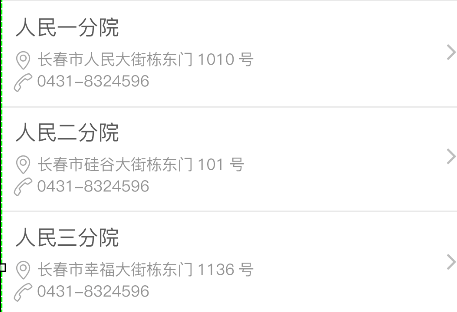 人民一分院
长春市人民大街栋东门 1010 号
0431-8324596
人民二分院
长春市硅谷大街栋东门 101 号
0431-8324596
人民三分院
长春市幸福大街栋东门 1136 号
0431-8324596